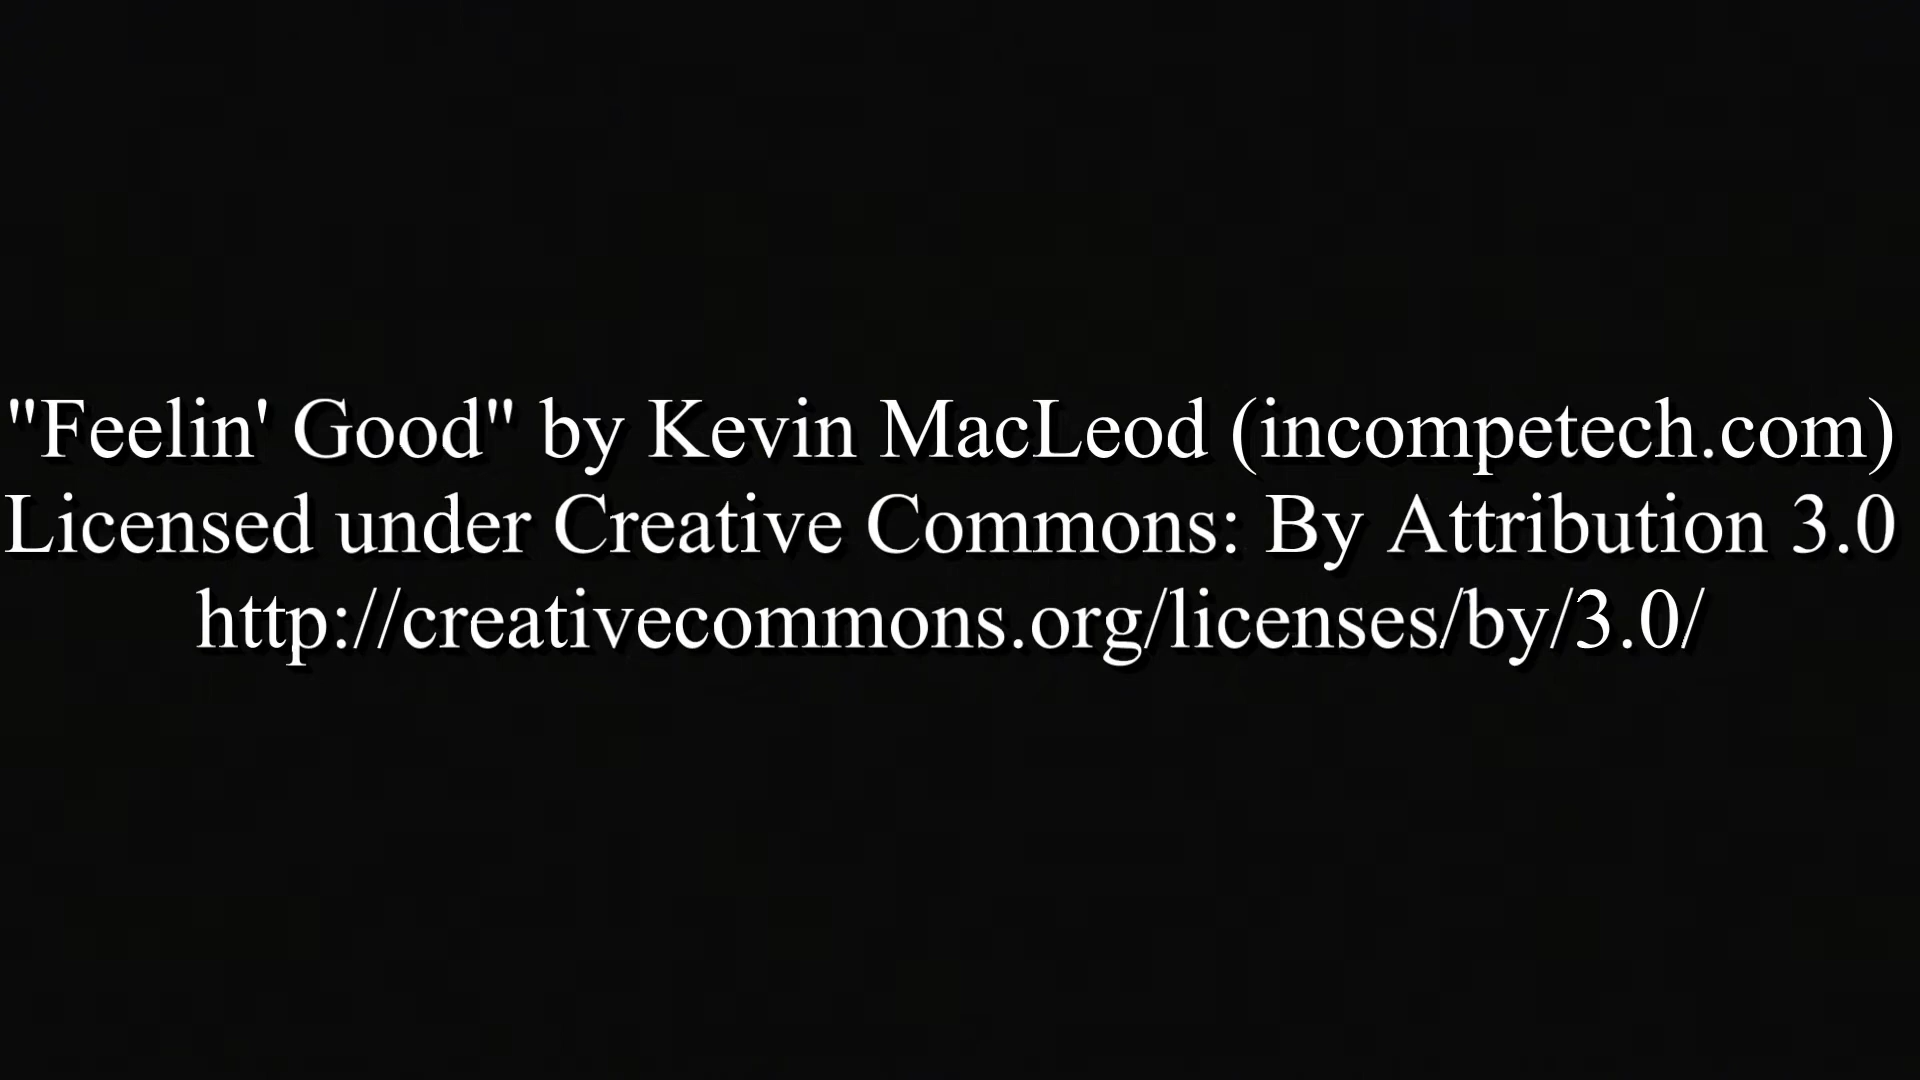 "Feelin' Good" by Kevin MacLeod (incompetech.com)
Licensed under Creative Commons: By Attribution 3.0
http://creativecommons.org/licenses/by/3.0/